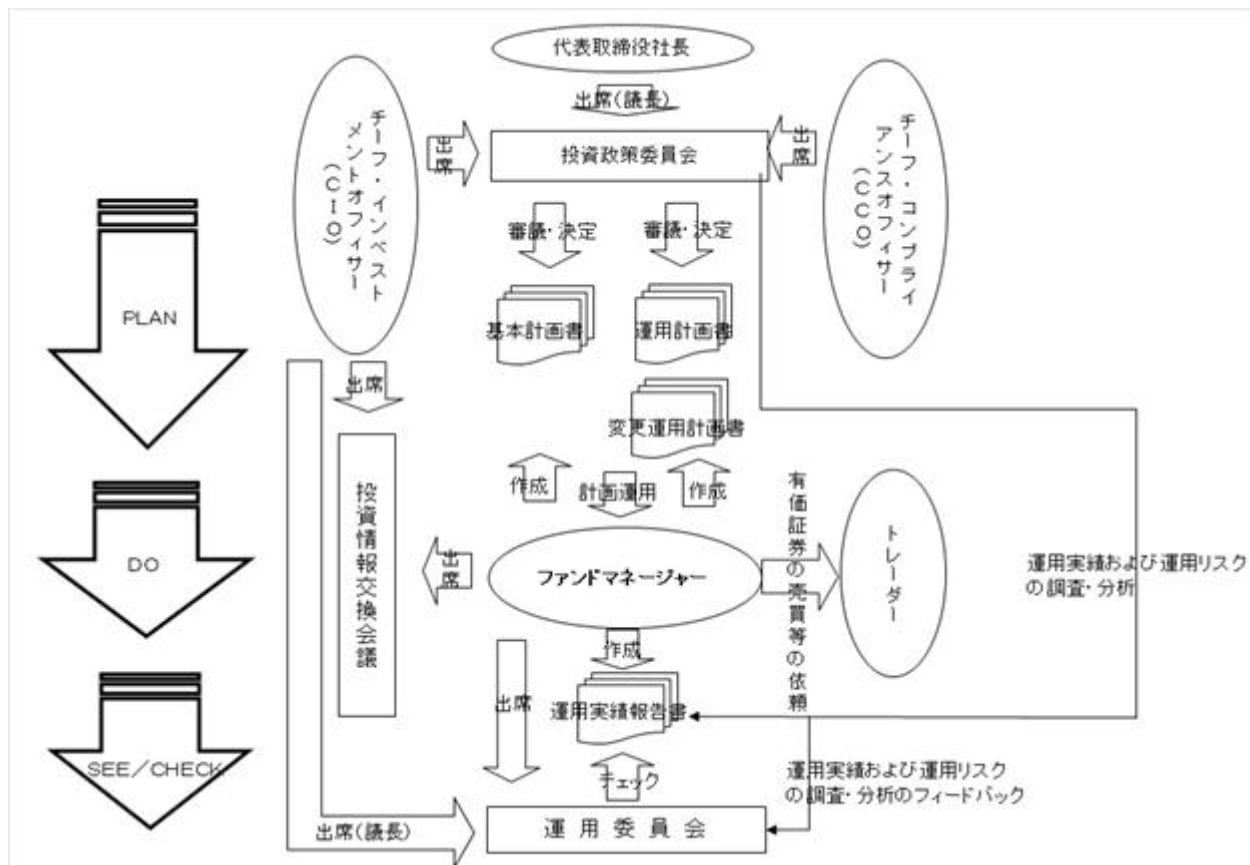 代表取締役社長
出席(議長)
チーフ・インベスト
メントオフィサー
(CIO)
出席
投資政策委員会
出席
チーフ・コンプライ
アンスオフィサー
(CCO)
審議・決定
審議・決定
PLAN
基本計画書
運用計画書
出席
変更運用計画書
作成
計画運用
作成
投資情報交換会議
DO
出席
ファンドマネージャー
有価証券の売買等の依頼
トレーダー
運用実績および運用リスク
の調査・分析
作成
出席
運用実績報告書
SEE/CHECK
チェック
運用実績および運用リスク
の調査・分析のフィードバック
出席(議長)
運用委員会